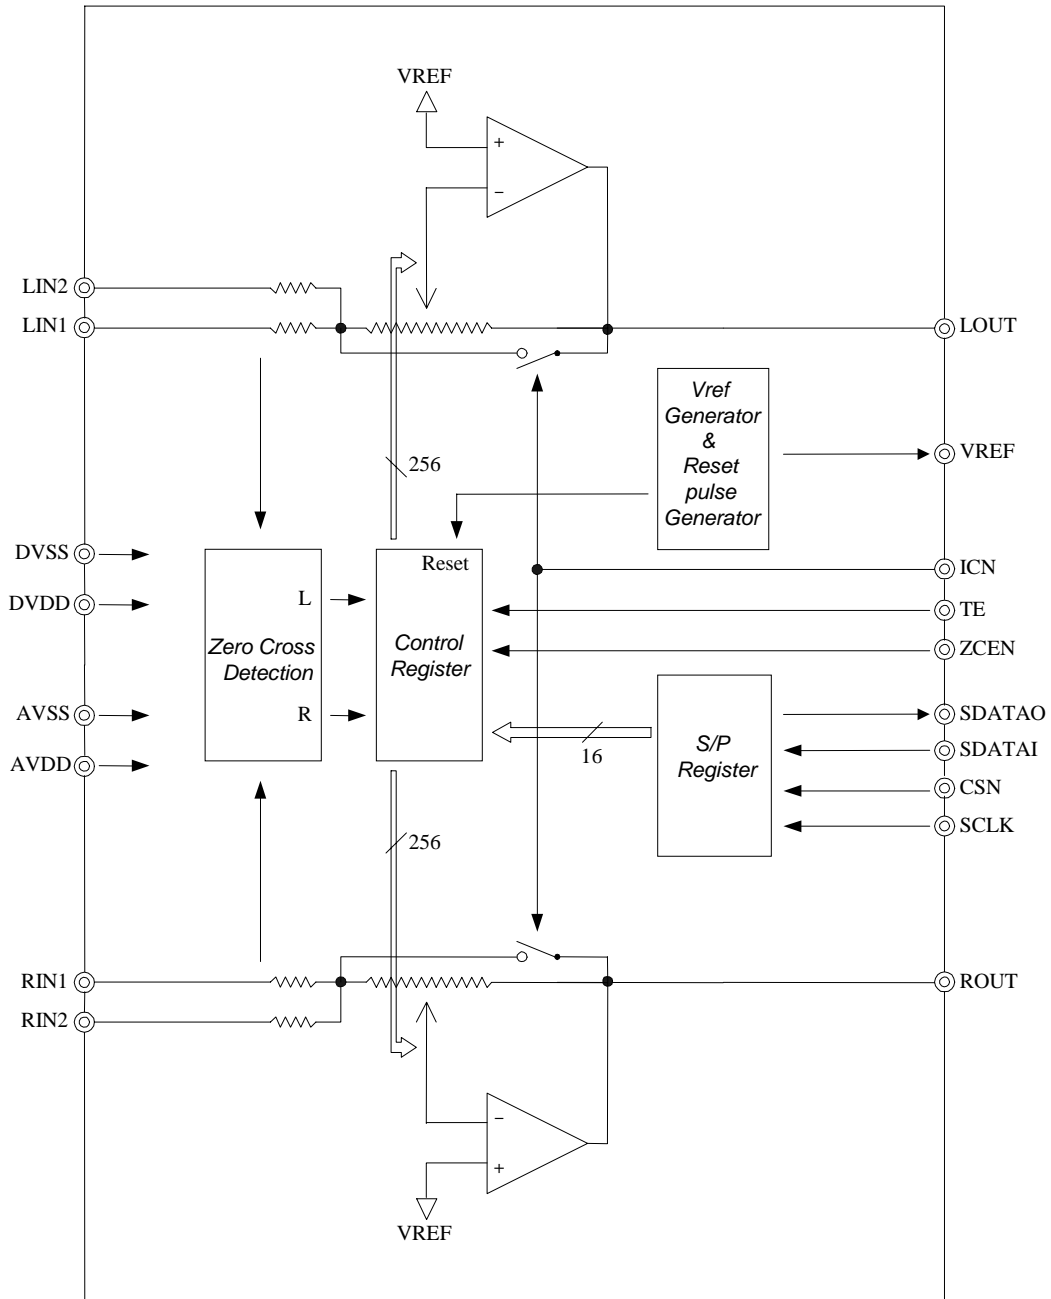 VREF
+
−
LIN2
LIN1
LOUT
Vref
Generator
&
Reset
pulse
Generator
VREF
256
DVSS
DVDD
Reset
ICN
L
TE
Zero Cross
Detection
Control
Register
ZCEN
AVSS
R
AVDD
16
S/P
Register
SDATAO
SDATAI
CSN
SCLK
256
RIN1
RIN2
ROUT
−
+
VREF